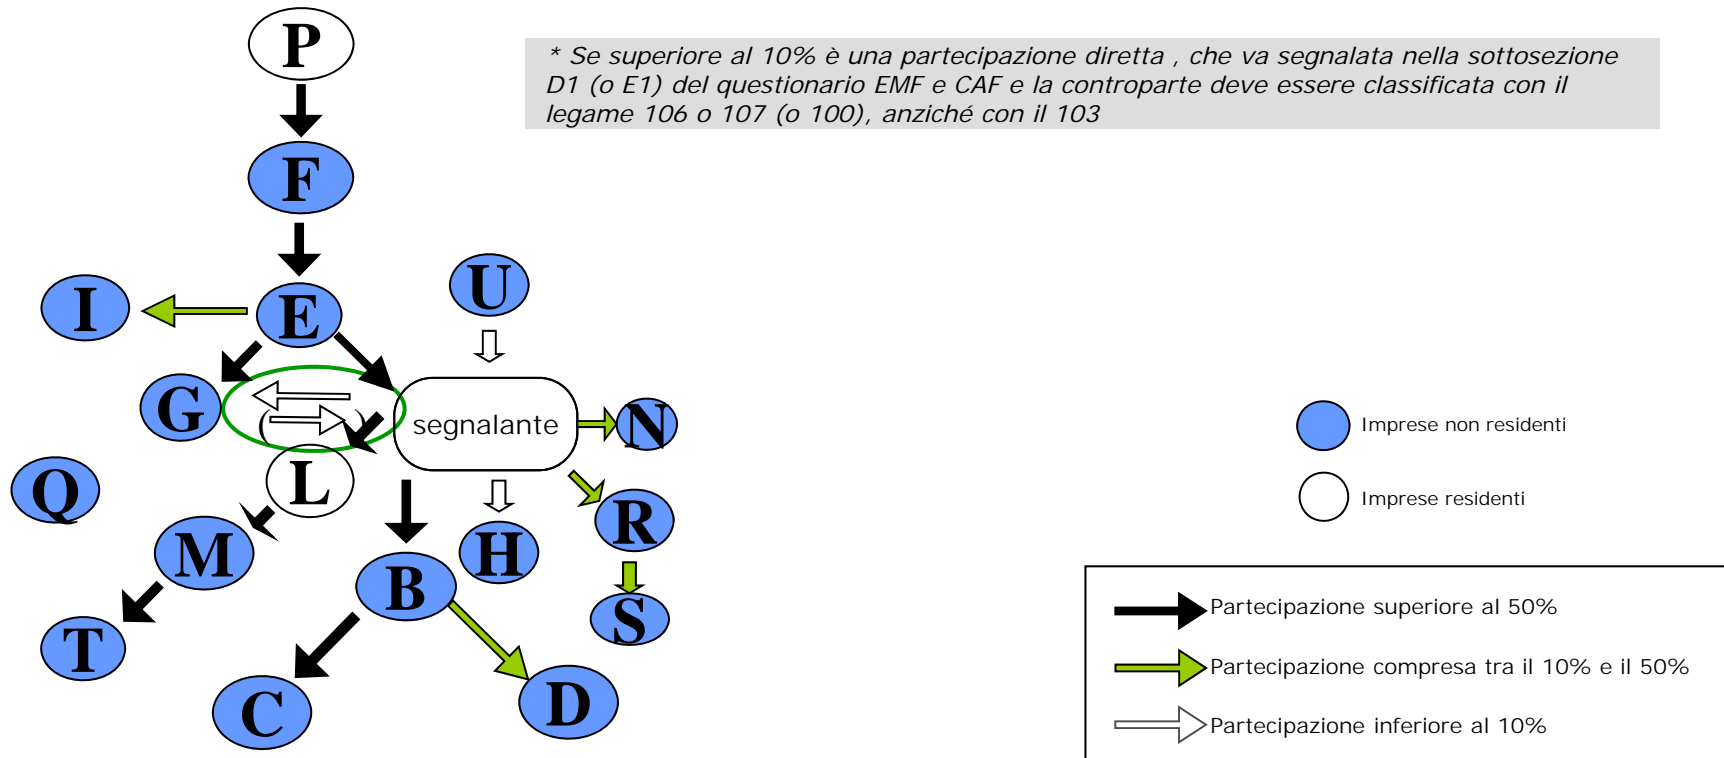 P
* Se superiore al 10% è una partecipazione diretta , che va segnalata nella sottosezione
D1 (o E1) del questionario EMF e CAF e la controparte deve essere classificata con il
legame 106 o 107 (o 100), anziché con il 103
F
U
I
E
G
( )
segnalante
N
Imprese non residenti
L
Q
Imprese residenti
R
M
H
B
S
T
C
D
Partecipazione superiore al 50%
Partecipazione compresa tra il 10% e il 50%
Partecipazione inferiore al 10%